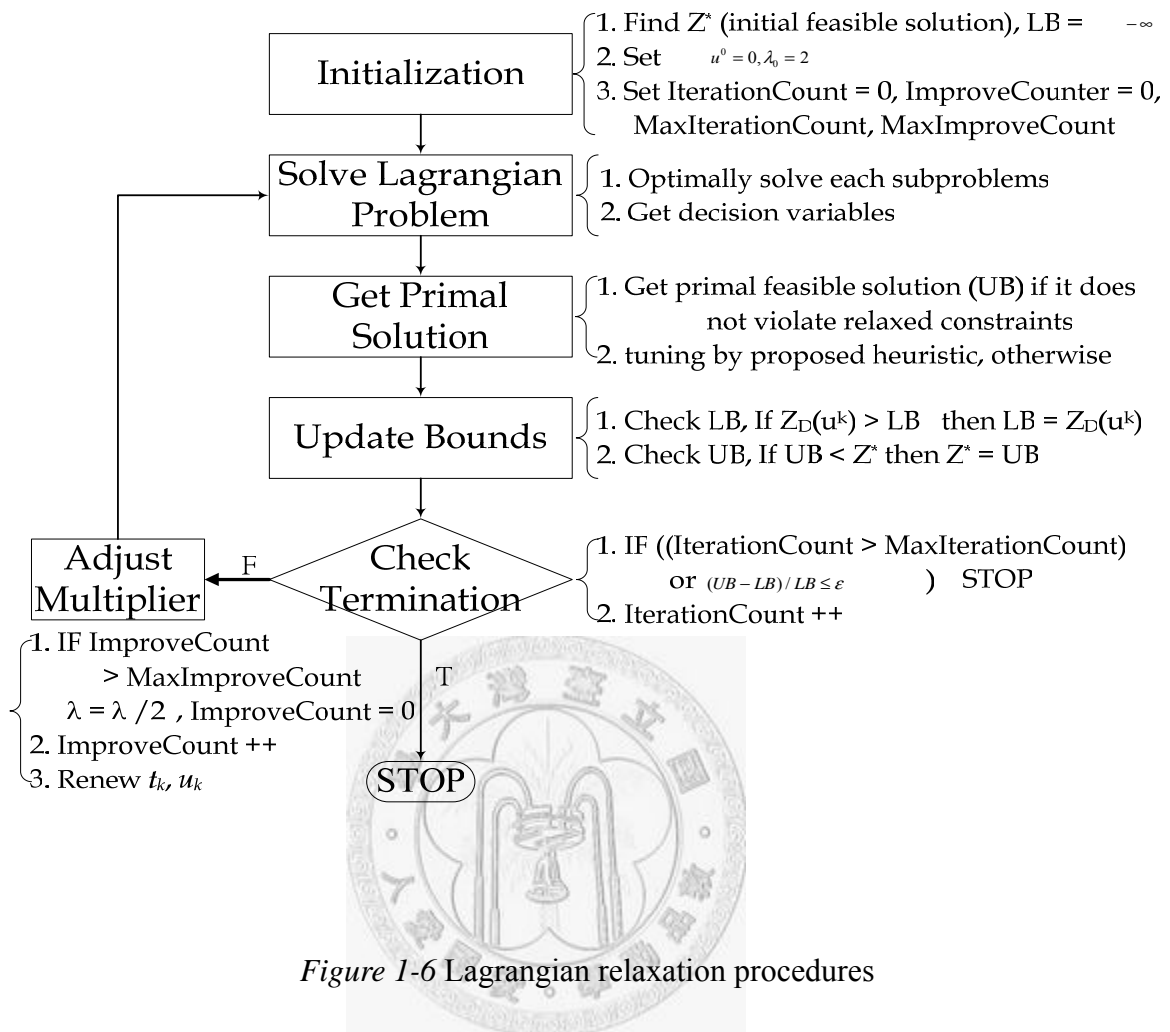 Initialization
1. Find Z* (initial feasible solution), LB = −∞
2. Set u⁰ = 0, λ₀ = 2
3. Set IterationCount = 0, ImproveCounter = 0,
MaxIterationCount, MaxImproveCount
Solve Lagrangian
Problem
1. Optimally solve each subproblems
2. Get decision variables
Get Primal
Solution
1. Get primal feasible solution (UB) if it does
not violate relaxed constraints
2. tuning by proposed heuristic, otherwise
Update Bounds
1. Check LB, If Z_D(uᵏ) > LB then LB = Z_D(uᵏ)
2. Check UB, If UB < Z* then Z* = UB
Check
Termination
1. IF ((IterationCount > MaxIterationCount)
or (UB − LB) / LB ≤ ε ) STOP
2. IterationCount ++
F
Adjust
Multiplier
1. IF ImproveCount
> MaxImproveCount
λ = λ /2 , ImproveCount = 0
2. ImproveCount ++
3. Renew tₖ, uₖ
T
STOP
Figure 1-6 Lagrangian relaxation procedures